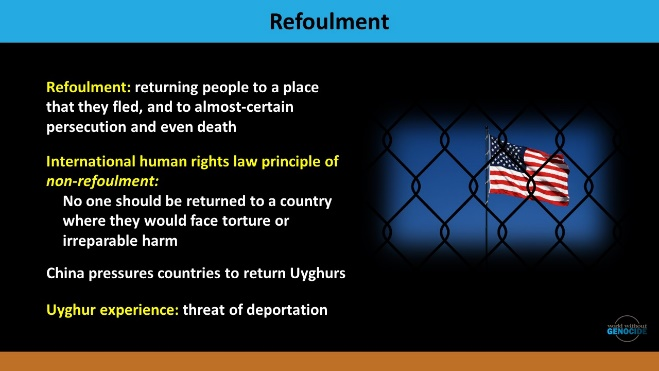 Refoulment
Refoulment: returning people to a place
that they fled, and to almost-certain
persecution and even death
International human rights law principle of
non-refoulment:
No one should be returned to a country
where they would face torture or
irreparable harm
China pressures countries to return Uyghurs
Uyghur experience: threat of deportation
world without
GENOCIDE